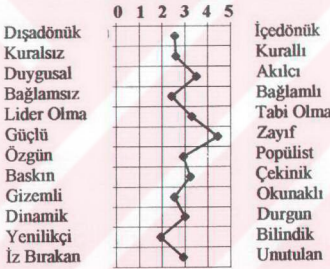 0 1 2 3 4 5
Dışadönük İçedönük
Kuralsız Kurallı
Duygusal Akılcı
Bağlamsız Bağlamlı
Lider Olma Tabi Olma
Güçlü Zayıf
Özgün Popülist
Baskın Çekinik
Gizemli Okunaklı
Dinamik Durgun
Yenilikçi Bilindik
İz Bırakan Unutulan